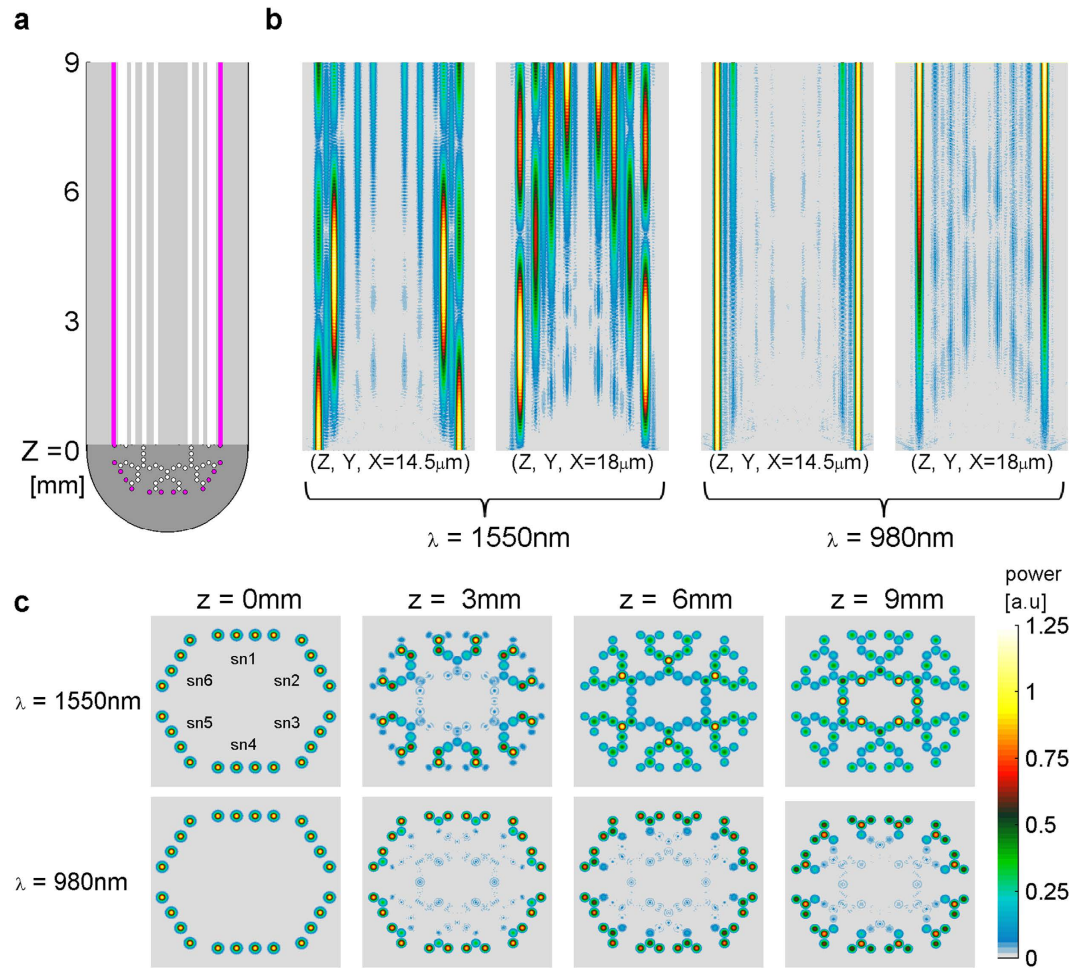 a
b
9
6
3
Z =0
[mm]
(Z, Y, X=14.5μm)
(Z, Y, X=18μm)
(Z, Y, X=14.5μm)
(Z, Y, X=18μm)
λ = 1550nm
λ = 980nm
c
z = 0mm
z = 3mm
z = 6mm
z = 9mm
power
[a.u]
λ = 1550nm
sn1
sn6
sn2
sn5
sn3
sn4
λ = 980nm
1.25
1
0.75
0.5
0.25
0